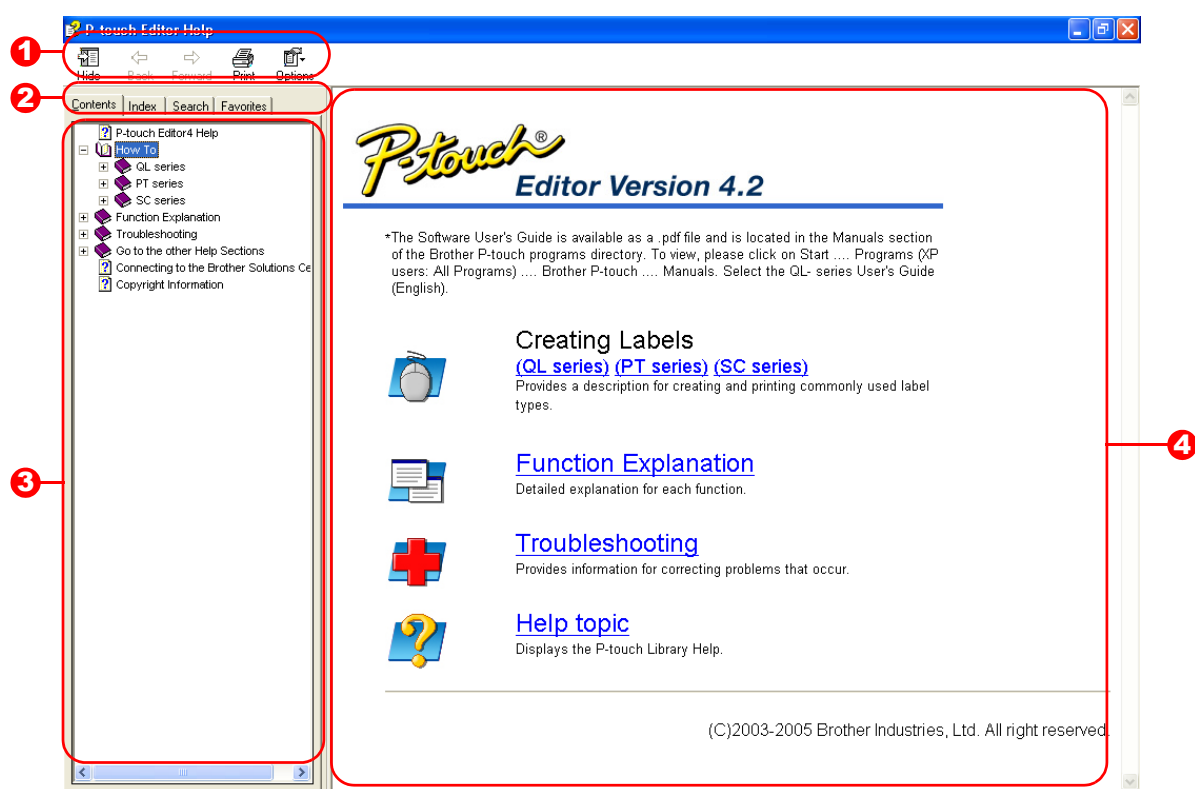 P-touch Editor Help
1
Hide Back Forward Print Options
2
Contents Index Search Favorites
P-touch Editor4 Help
How To
QL series
PT series
SC series
Function Explanation
Troubleshooting
Go to the other Help Sections
Connecting to the Brother Solutions Ce
Copyright Information
3
P-touch®
Editor Version 4.2
*The Software User's Guide is available as a .pdf file and is located in the Manuals section
of the Brother P-touch programs directory. To view, please click on Start .... Programs (XP
users: All Programs) .... Brother P-touch .... Manuals. Select the QL- series User's Guide
(English).
Creating Labels
(QL series) (PT series) (SC series)
Provides a description for creating and printing commonly used label
types.
4
Function Explanation
Detailed explanation for each function.
Troubleshooting
Provides information for correcting problems that occur.
Help topic
Displays the P-touch Library Help.
(C)2003-2005 Brother Industries, Ltd. All right reserved.